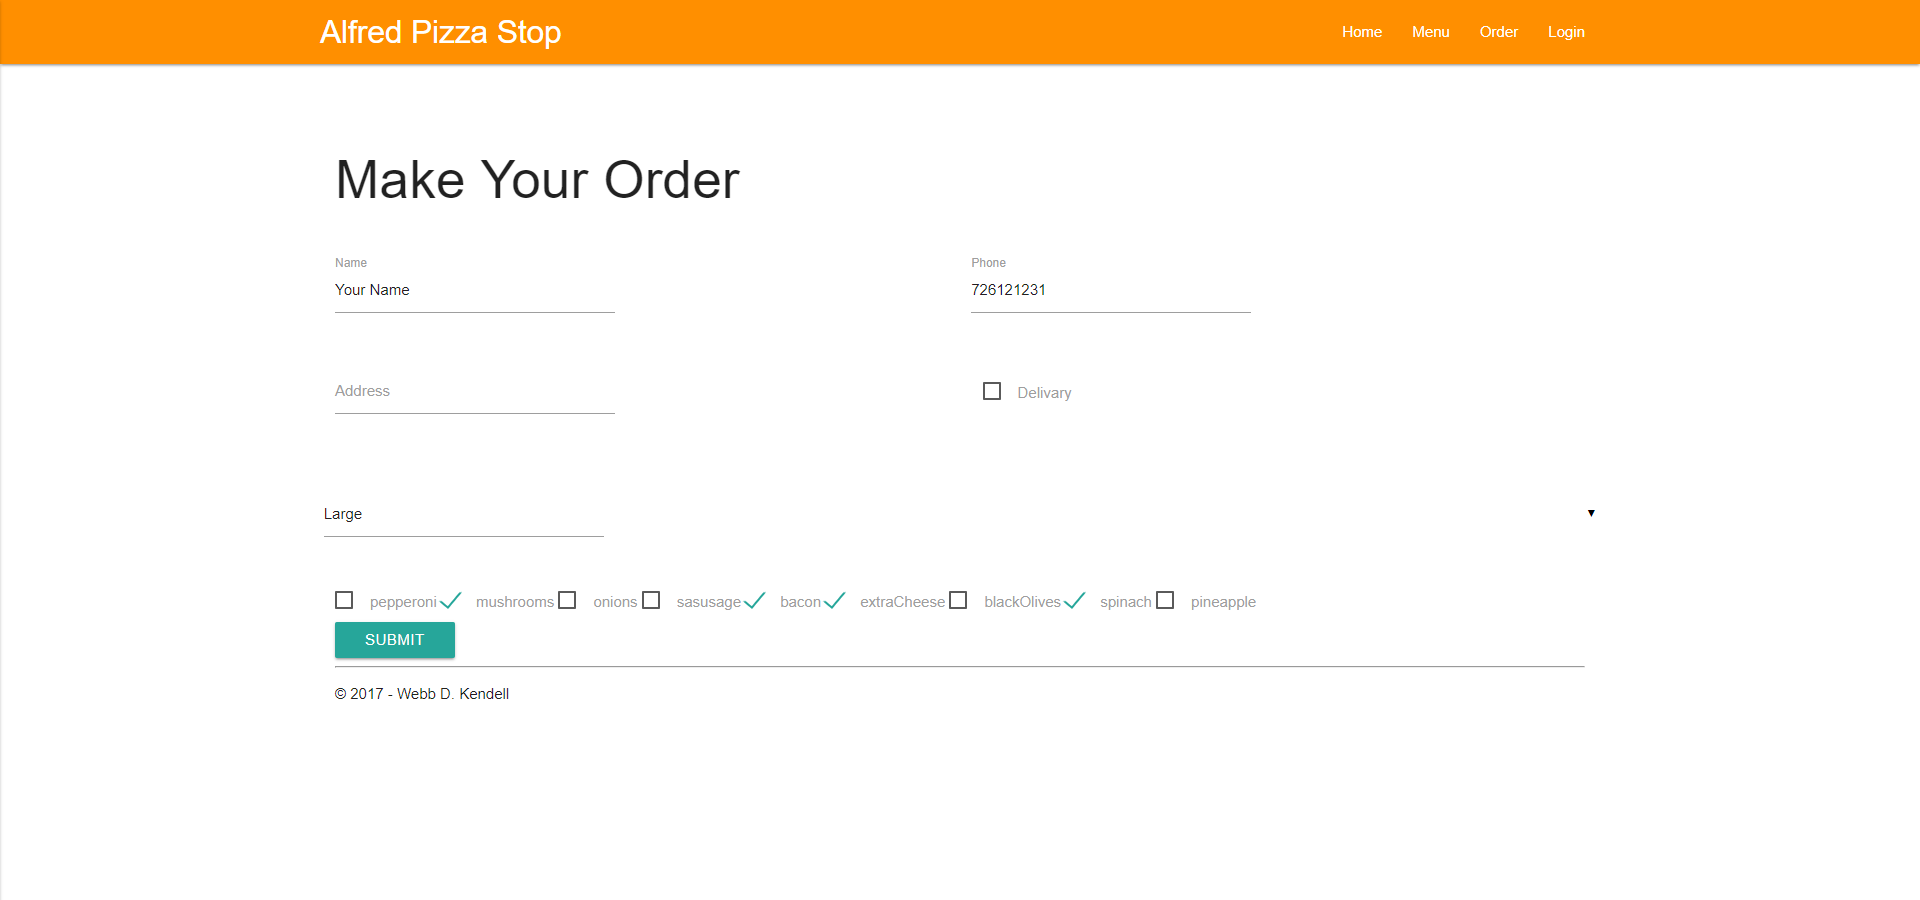 Alfred Pizza Stop Home Menu Order Login
Make Your Order
Name Phone
Your Name 726121231
Address Delivary
Large
pepperoni mushrooms onions sasusage bacon extraCheese blackOlives spinach pineapple
SUBMIT
© 2017 - Webb D. Kendell